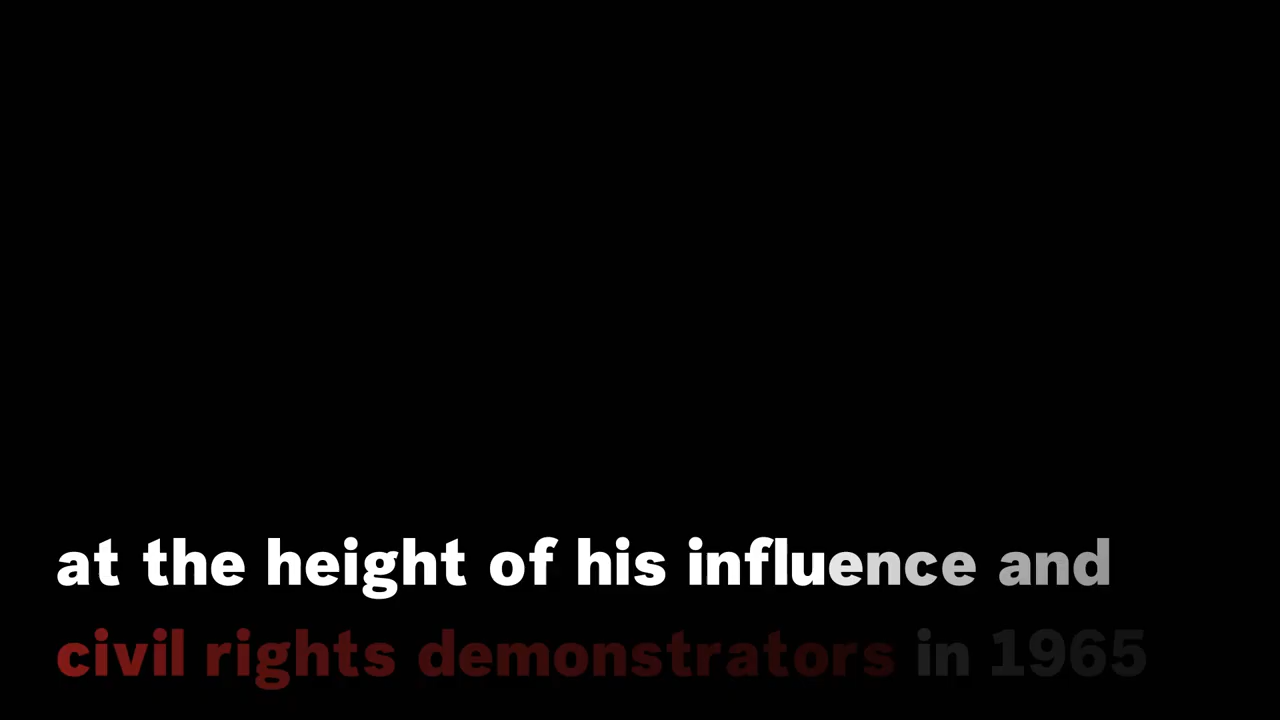 at the height of his influence and
civil rights demonstrators in 1965